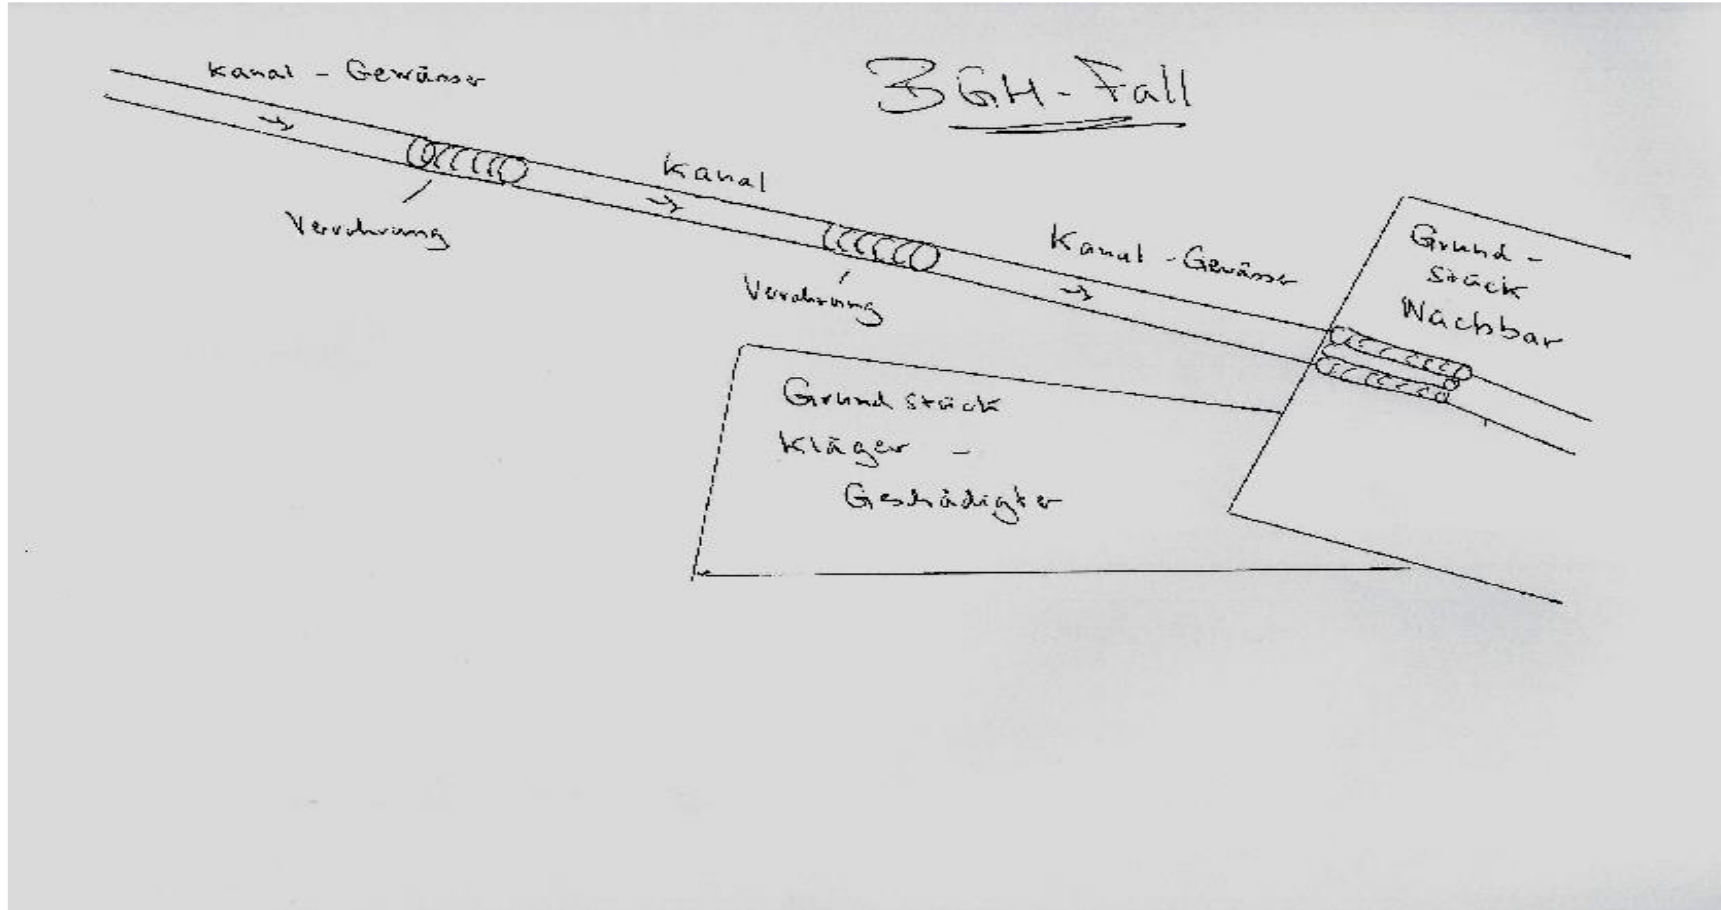 BGH-Fall
Kanal - Gewässer
Verrohrung
Kanal
Verrohrung
Kanal - Gewässer
Grund -
stück
Nachbar
Grundstück
Kläger -
Geschädigter